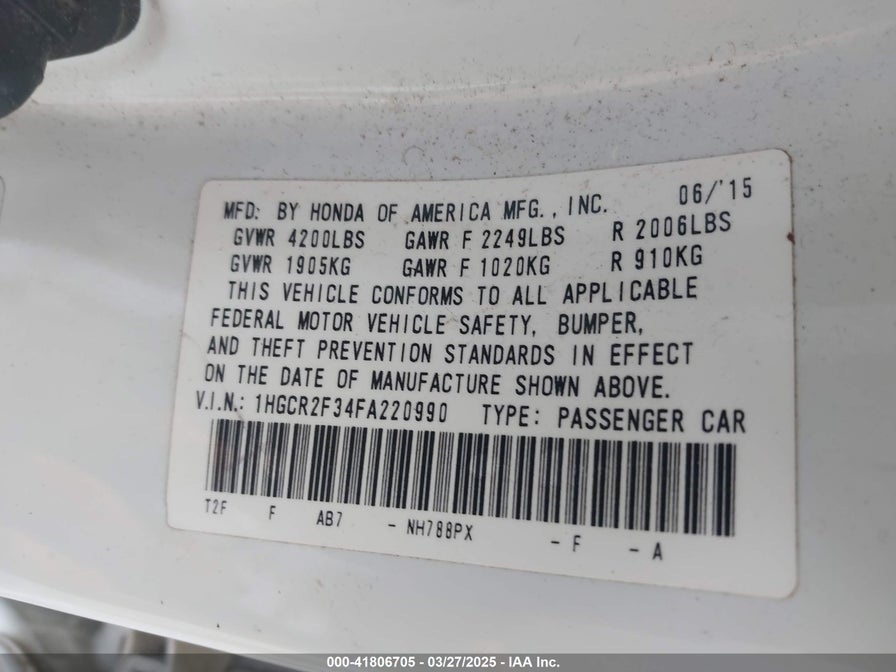 MFD: BY HONDA OF AMERICA MFG., INC. 06/'15
GVWR 4200LBS GAWR F 2249LBS R 2006LBS
GVWR 1905KG GAWR F 1020KG R 910KG
THIS VEHICLE CONFORMS TO ALL APPLICABLE
FEDERAL MOTOR VEHICLE SAFETY, BUMPER,
AND THEFT PREVENTION STANDARDS IN EFFECT
ON THE DATE OF MANUFACTURE SHOWN ABOVE.
V.I.N.: 1HGCR2F34FA220990 TYPE: PASSENGER CAR
T2F F AB7 - NH788PX - F - A
000-41806705 - 03/27/2025 - IAA Inc.